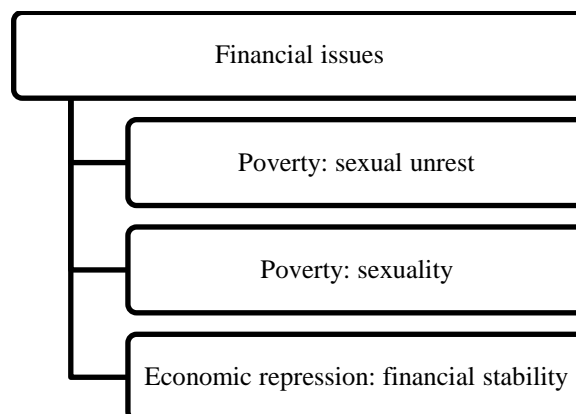 Financial issues
Poverty: sexual unrest
Poverty: sexuality
Economic repression: financial stability